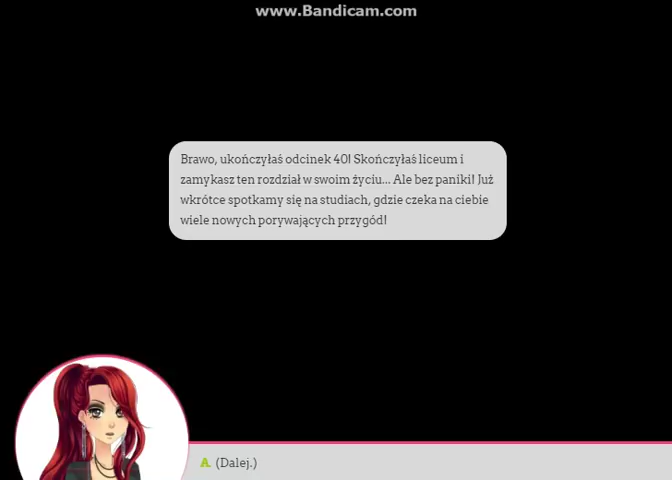 www.Bandicam.com
Brawo, ukończyłaś odcinek 40! Skończyłaś liceum i
zamykasz ten rozdział w swoim życiu... Ale bez paniki! Już
wkrótce spotkamy się na studiach, gdzie czeka na ciebie
wiele nowych porywających przygód!
A. (Dalej.)